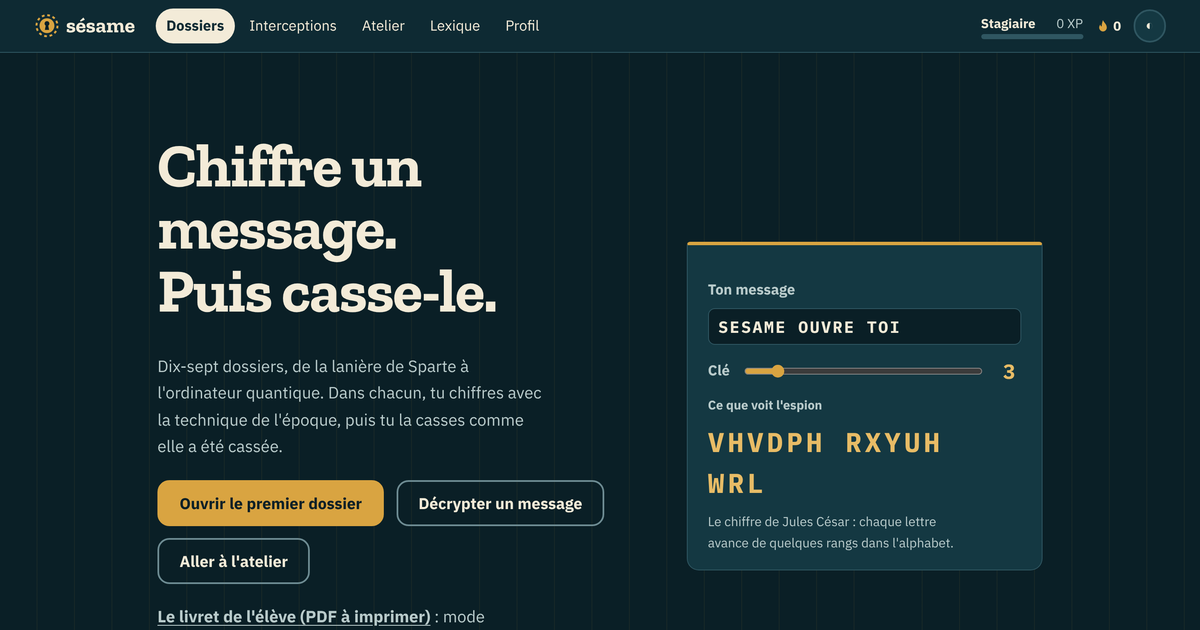 sésame Dossiers Interceptions Atelier Lexique Profil Stagiaire 0 XP 0
Chiffre un
message.
Puis casse-le.
Dix-sept dossiers, de la lanière de Sparte à
l'ordinateur quantique. Dans chacun, tu chiffres avec
la technique de l'époque, puis tu la casses comme
elle a été cassée.
Ouvrir le premier dossier
Décrypter un message
Aller à l'atelier
Le livret de l'élève (PDF à imprimer) : mode
Ton message
SESAME OUVRE TOI
Clé 3
Ce que voit l'espion
VHVDPH RXYUH
WRL
Le chiffre de Jules César : chaque lettre
avance de quelques rangs dans l'alphabet.